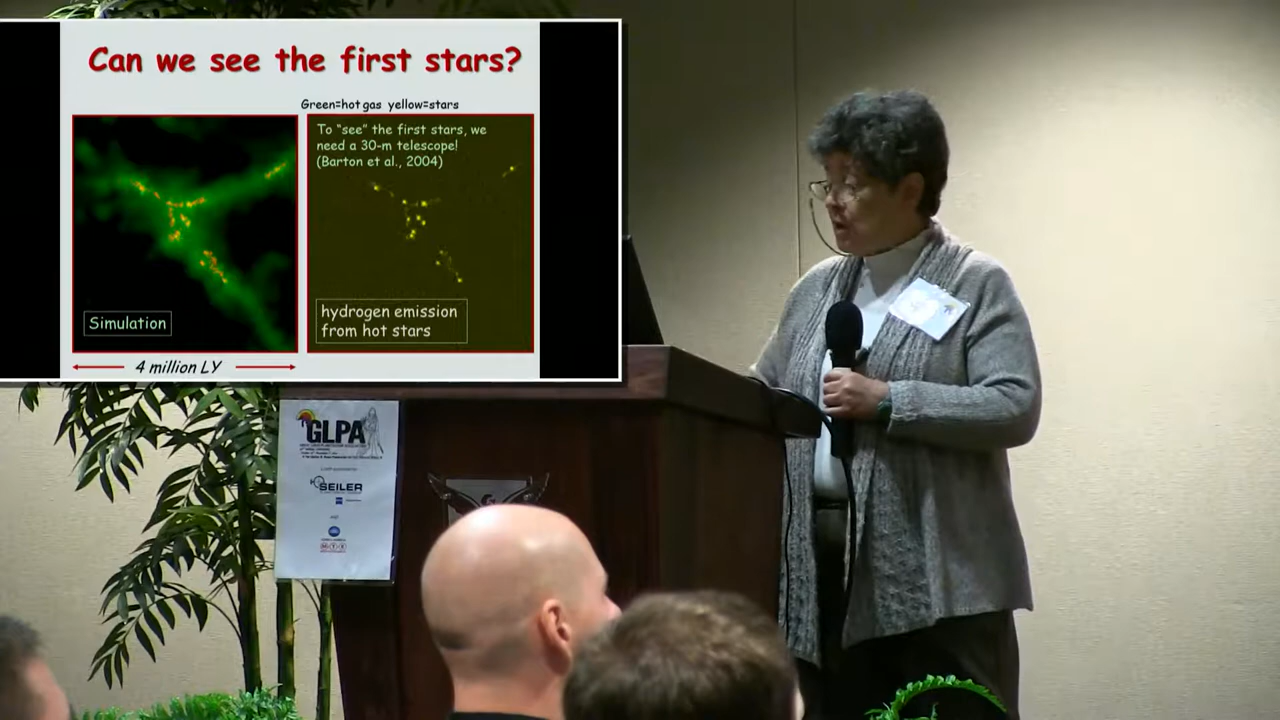 Can we see the first stars?
Green=hot gas yellow=stars
To "see" the first stars, we
need a 30-m telescope!
(Barton et al., 2004)
Simulation
hydrogen emission
from hot stars
4 million LY
GLPA
SEILER